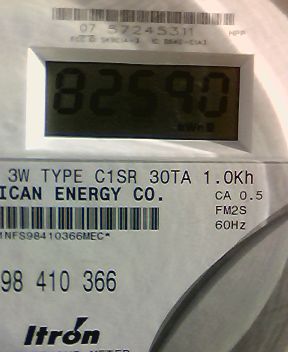 07 57245311
82590
kWh
3W TYPE C1SR 30TA 1.0Kh
ICAN ENERGY CO.
CA 0.5
FM2S
60Hz
1NFS98410366MEC*
98 410 366
Itron